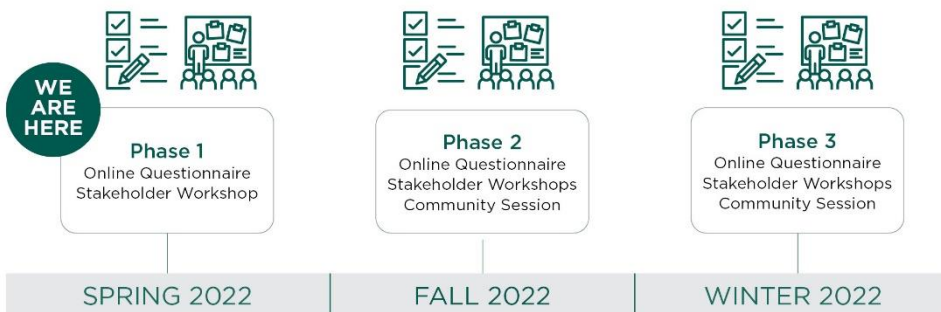 WE
ARE
HERE
Phase 1
Online Questionnaire
Stakeholder Workshop
Phase 2
Online Questionnaire
Stakeholder Workshops
Community Session
Phase 3
Online Questionnaire
Stakeholder Workshops
Community Session
SPRING 2022
FALL 2022
WINTER 2022